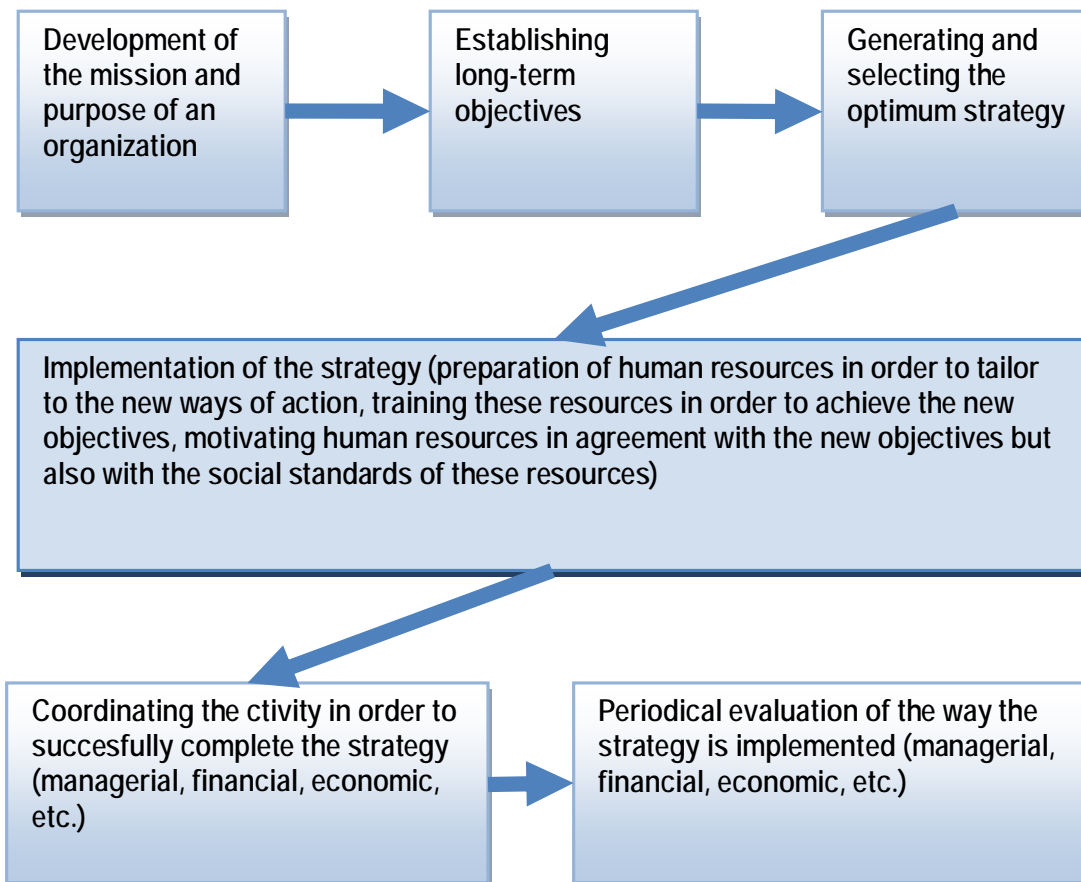 Development of
the mission and
purpose of an
organization
Establishing
long-term
objectives
Generating and
selecting the
optimum strategy
Implementation of the strategy (preparation of human resources in order to tailor
to the new ways of action, training these resources in order to achieve the new
objectives, motivating human resources in agreement with the new objectives but
also with the social standards of these resources)
Coordinating the ctivity in order to
succesfully complete the strategy
(managerial, financial, economic,
etc.)
Periodical evaluation of the way the
strategy is implemented (managerial,
financial, economic, etc.)